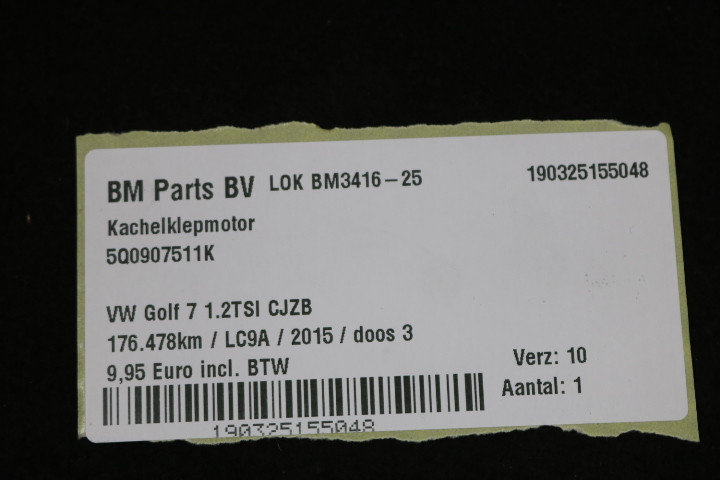 BM Parts BV LOK BM3416-25 190325155048
Kachelklepmotor
5Q0907511K
VW Golf 7 1.2TSI CJZB
176.478km / LC9A / 2015 / doos 3
9,95 Euro incl. BTW
Verz: 10
Aantal: 1
190325155048